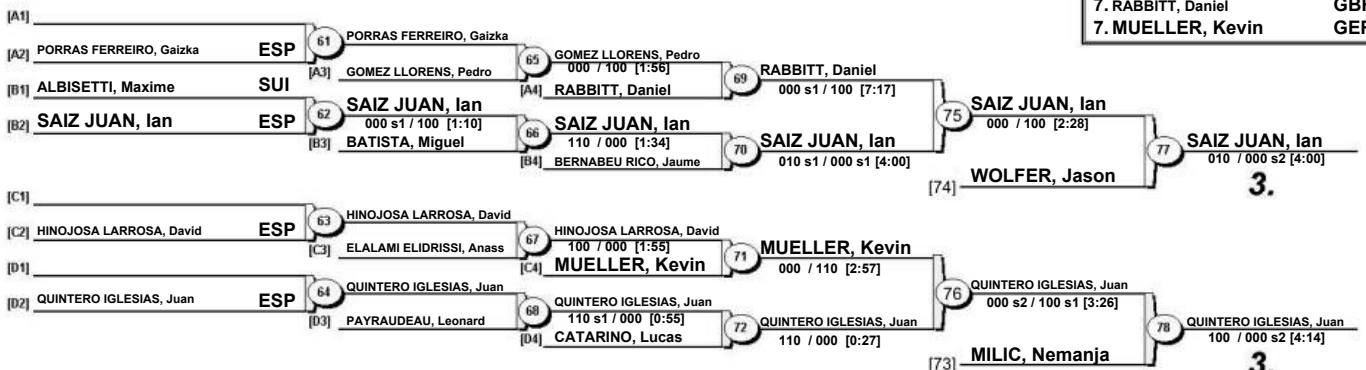 7. RABBITT, Daniel
7. MUELLER, Kevin
[A1]
[A2] PORRAS FERREIRO, Gaizka ESP
61 PORRAS FERREIRO, Gaizka
[A3] GOMEZ LLORENS, Pedro
65 GOMEZ LLORENS, Pedro
000 / 100 [1:56]
[A4] RABBITT, Daniel
69 RABBITT, Daniel
000 s1 / 100 [7:17]
[B1] ALBISETTI, Maxime SUI
[B2] SAIZ JUAN, Ian ESP
62 SAIZ JUAN, Ian
000 s1 / 100 [1:10]
[B3] BATISTA, Miguel
66 SAIZ JUAN, Ian
110 / 000 [1:34]
[B4] BERNABEU RICO, Jaume
70 SAIZ JUAN, Ian
010 s1 / 000 s1 [4:00]
75 SAIZ JUAN, Ian
000 / 100 [2:28]
[74] WOLFER, Jason
77 SAIZ JUAN, Ian
010 / 000 s2 [4:00]
3.
[C1]
[C2] HINOJOSA LARROSA, David ESP
63 HINOJOSA LARROSA, David
[C3] ELALAMI ELIDRISSI, Anass
67 HINOJOSA LARROSA, David
100 / 000 [1:55]
[C4] MUELLER, Kevin
71 MUELLER, Kevin
000 / 110 [2:57]
[D1]
[D2] QUINTERO IGLESIAS, Juan ESP
64 QUINTERO IGLESIAS, Juan
[D3] PAYRAUDEAU, Leonard
68 QUINTERO IGLESIAS, Juan
110 s1 / 000 [0:55]
[D4] CATARINO, Lucas
72 QUINTERO IGLESIAS, Juan
110 / 000 [0:27]
76 QUINTERO IGLESIAS, Juan
000 s2 / 100 s1 [3:26]
[73] MILIC, Nemanja
78 QUINTERO IGLESIAS, Juan
100 / 000 s2 [4:14]
3.